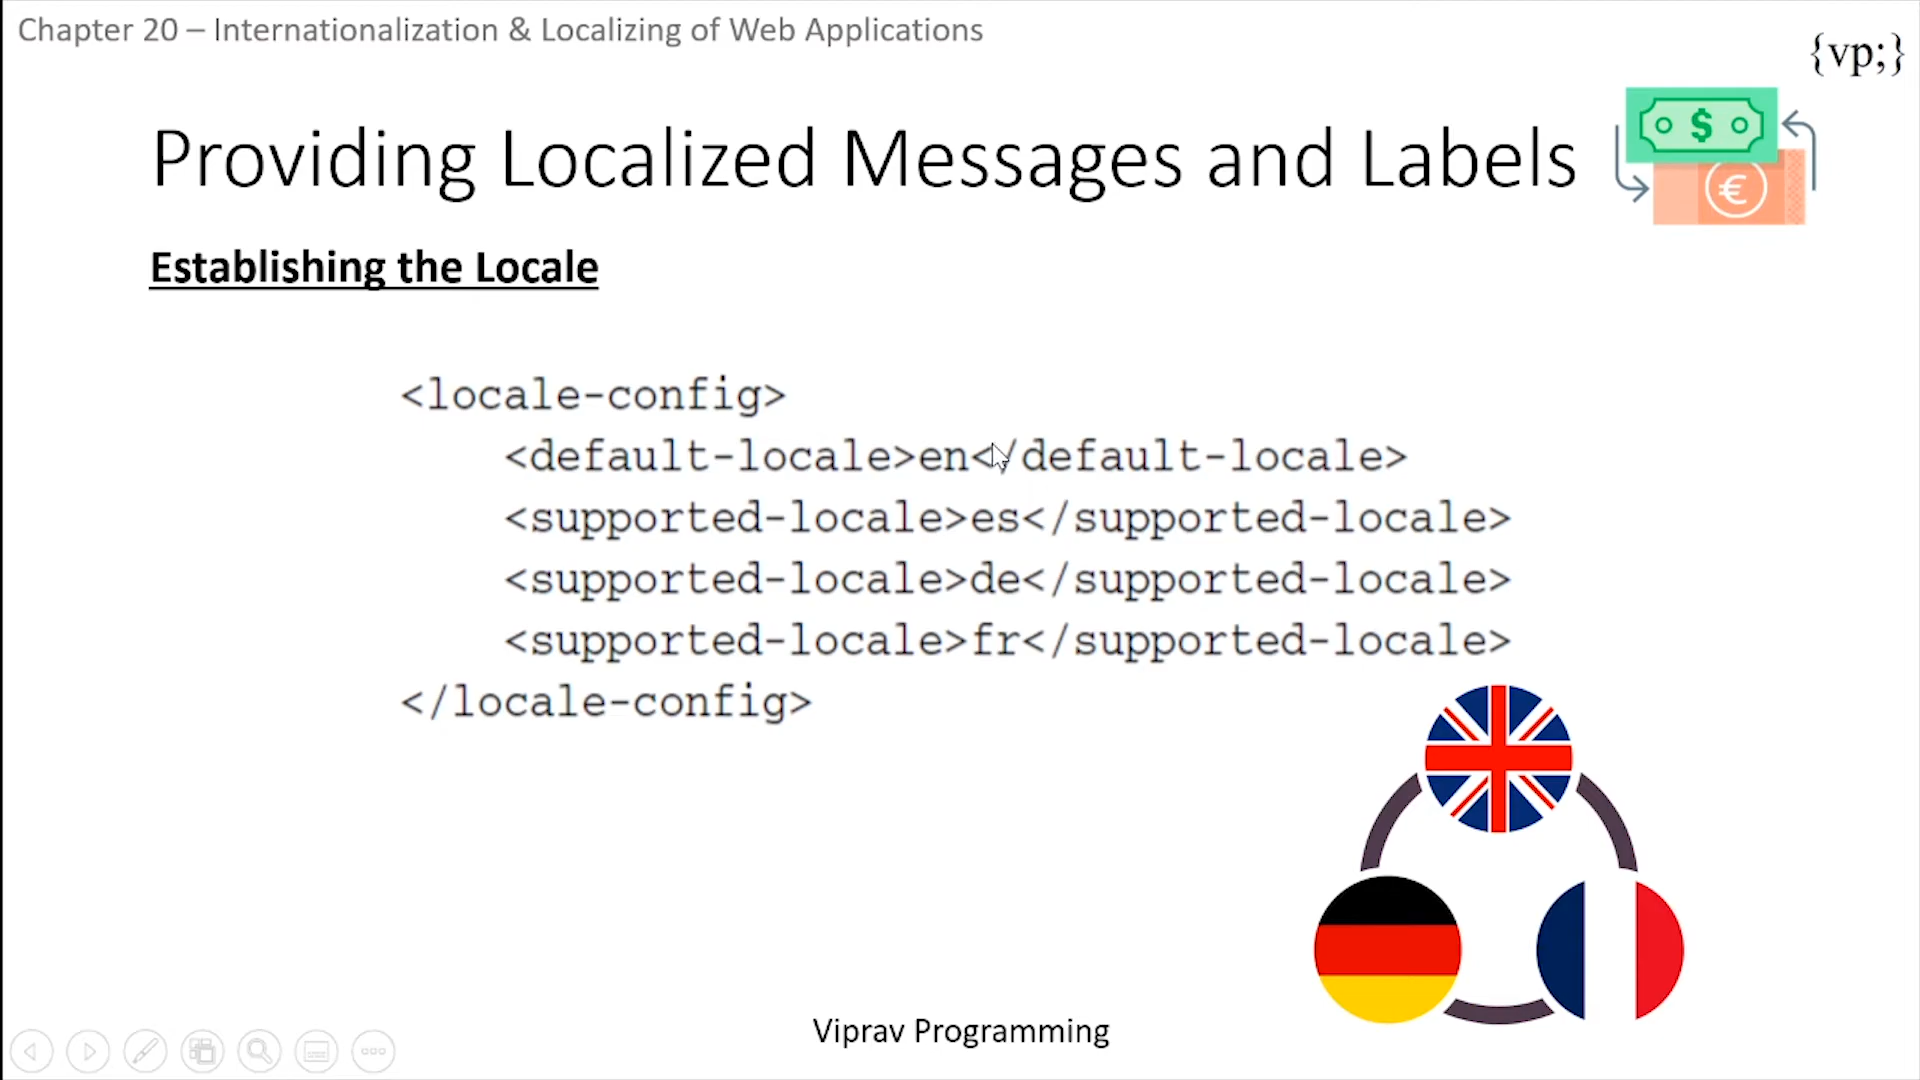 Chapter 20 – Internationalization & Localizing of Web Applications
{vp;}
Providing Localized Messages and Labels
$
€
Establishing the Locale
<locale-config>
<default-locale>en</default-locale>
<supported-locale>es</supported-locale>
<supported-locale>de</supported-locale>
<supported-locale>fr</supported-locale>
</locale-config>
Viprav Programming